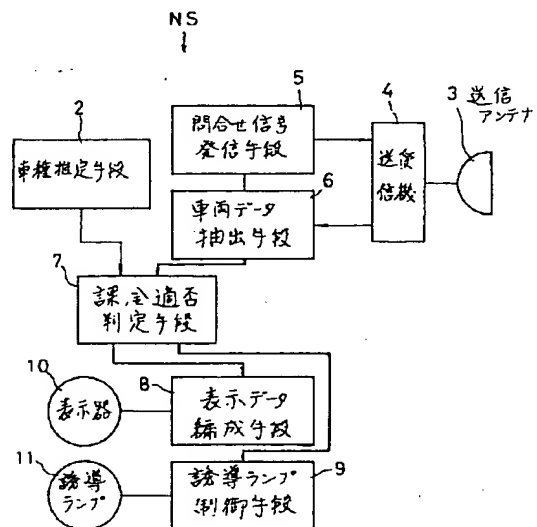 NS
5
問合せ信号
発信手段
4
送受
信機
3 送信
アンテナ
2
車種推定手段
6
車両データ
抽出手段
7
課金適否
判定手段
10
表示器
8
表示データ
編成手段
11
誘導
ランプ
9
誘導ランプ
制御手段